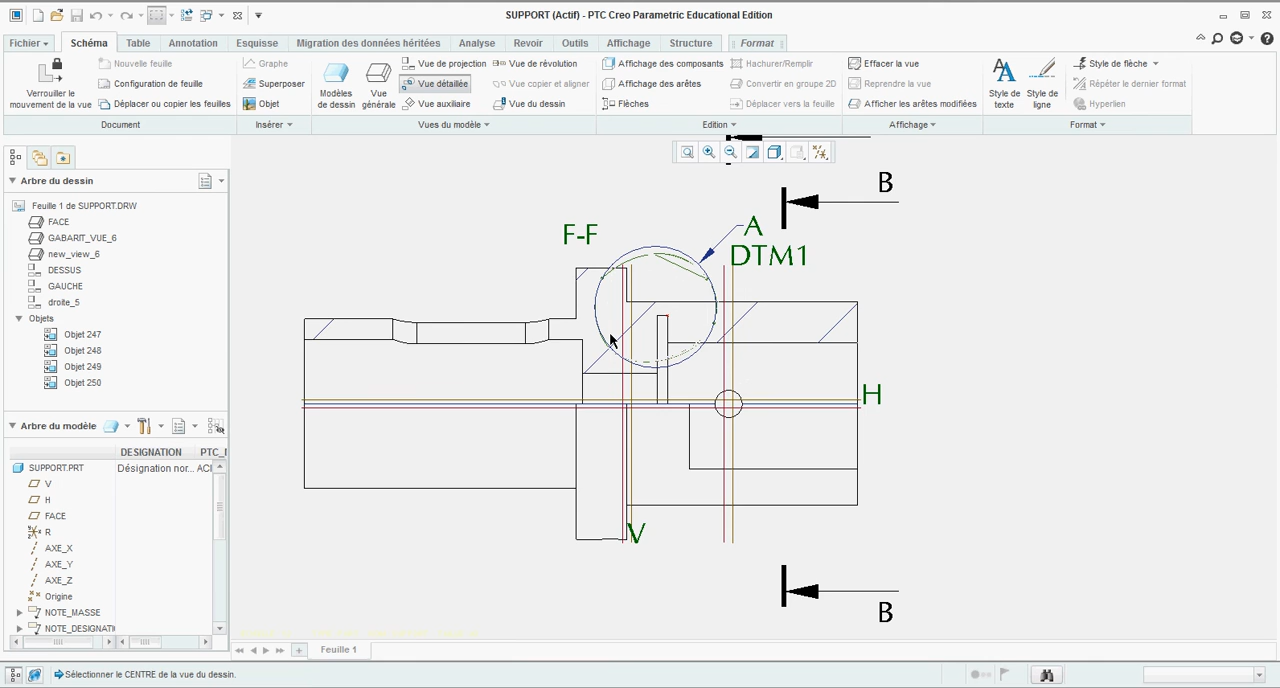 SUPPORT (Actif) - PTC Creo Parametric Educational Edition
Fichier
Schéma
Table
Annotation
Esquisse
Migration des données héritées
Analyse
Revoir
Outils
Affichage
Structure
Format
Verrouiller le mouvement de la vue
Nouvelle feuille
Configuration de feuille
Déplacer ou copier les feuilles
Document
Graphe
Superposer
Objet
Insérer
Modèles de dessin
Vue générale
Vue de projection
Vue détaillée
Vue auxiliaire
Vue de révolution
Vue copier et aligner
Vue du dessin
Vues du modèle
Affichage des composants
Affichage des arêtes
Flèches
Hachurer/Remplir
Convertir en groupe 2D
Déplacer vers la feuille
Edition
Effacer la vue
Reprendre la vue
Afficher les arêtes modifiées
Affichage
Style de texte
Style de ligne
Style de flèche
Répéter le dernier format
Hyperlien
Format
Arbre du dessin
Feuille 1 de SUPPORT.DRW
FACE
GABARIT_VUE_6
new_view_6
DESSUS
GAUCHE
droite_5
Objets
Objet 247
Objet 248
Objet 249
Objet 250
Arbre du modèle
DESIGNATION
SUPPORT.PRT
Désignation nor...
V
H
FACE
R
AXE_X
AXE_Y
AXE_Z
Origine
NOTE_MASSE
B
F-F
A
DTM1
H
V
B
Feuille 1
Sélectionner le CENTRE de la vue du dessin.